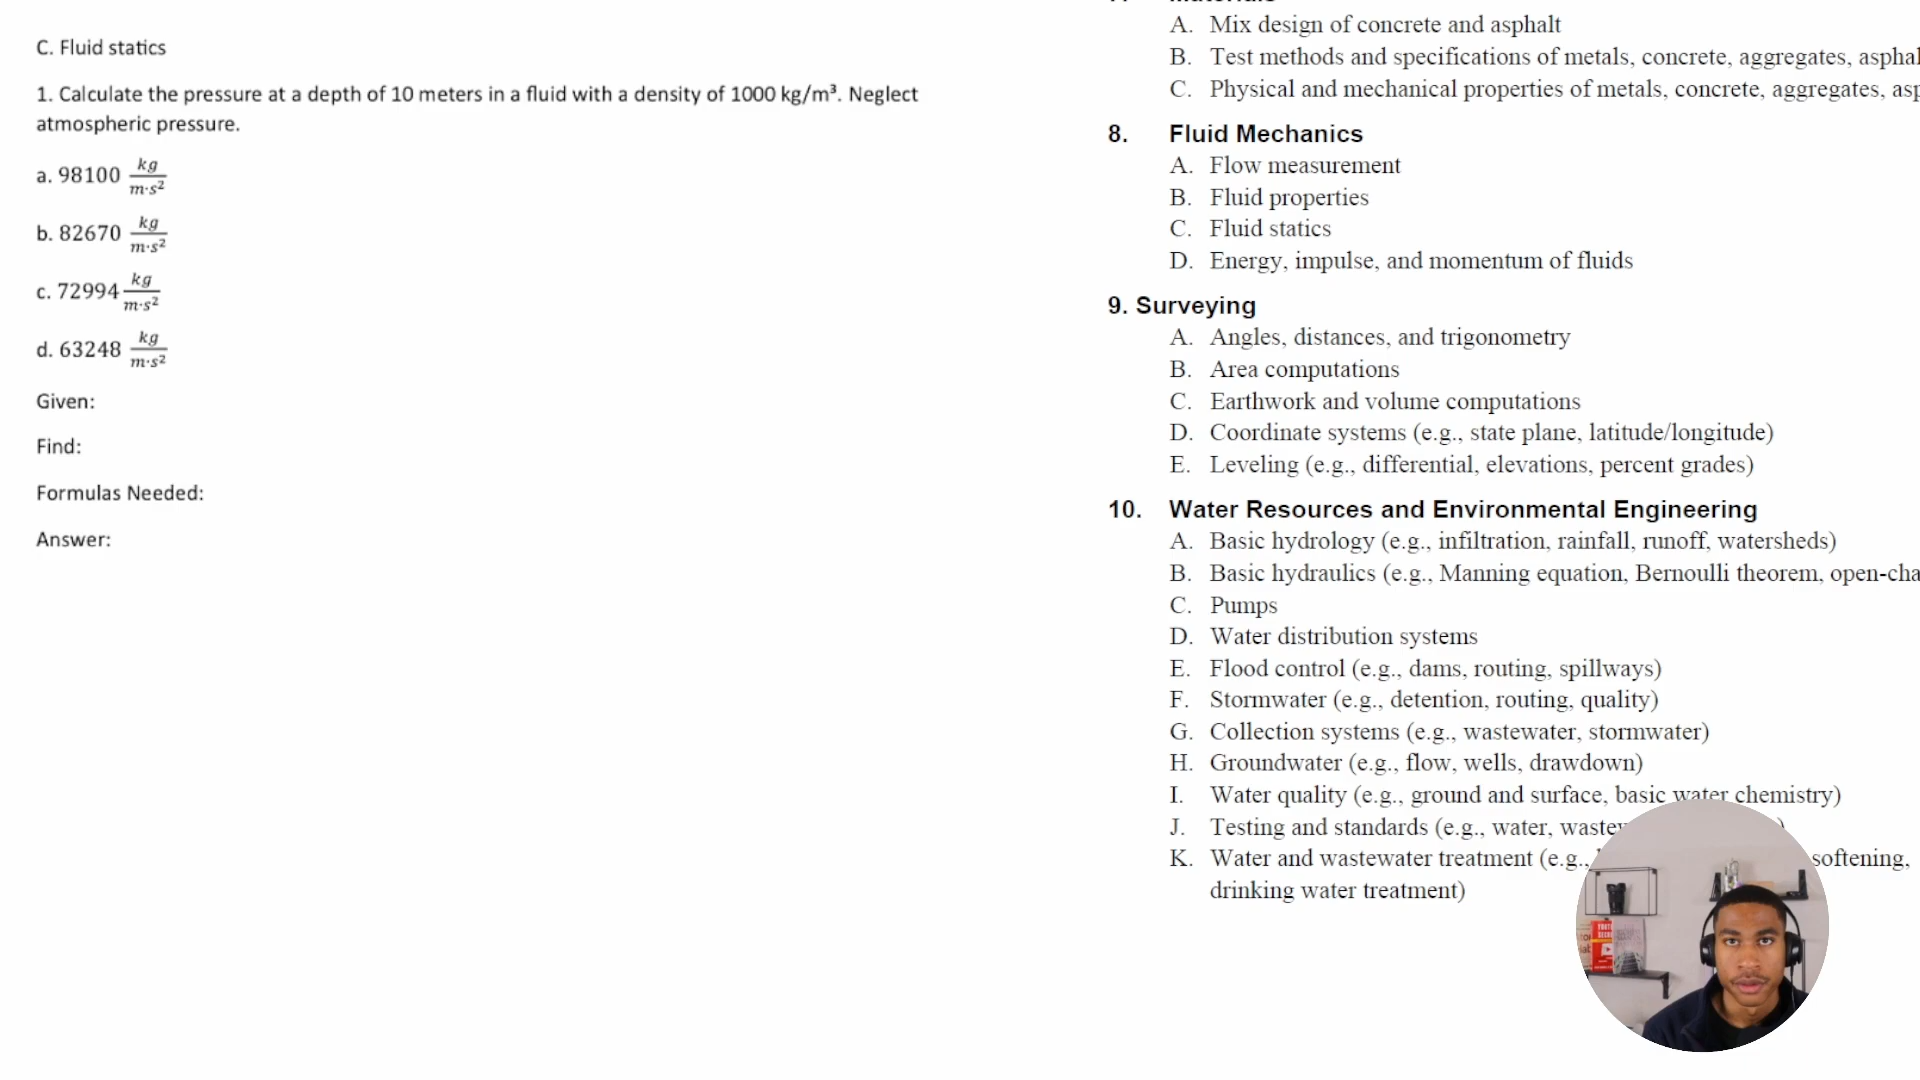 C. Fluid statics
1. Calculate the pressure at a depth of 10 meters in a fluid with a density of 1000 kg/m³. Neglect
atmospheric pressure.
a. 98100 kg/m·s²
b. 82670 kg/m·s²
c. 72994 kg/m·s²
d. 63248 kg/m·s²
Given:
Find:
Formulas Needed:
Answer:
A. Mix design of concrete and asphalt
B. Test methods and specifications of metals, concrete, aggregates,
C. Physical and mechanical properties of metals, concrete, aggregates,
8. Fluid Mechanics
A. Flow measurement
B. Fluid properties
C. Fluid statics
D. Energy, impulse, and momentum of fluids
9. Surveying
A. Angles, distances, and trigonometry
B. Area computations
C. Earthwork and volume computations
D. Coordinate systems (e.g., state plane, latitude/longitude)
E. Leveling (e.g., differential, elevations, percent grades)
10. Water Resources and Environmental Engineering
A. Basic hydrology (e.g., infiltration, rainfall, runoff, watersheds)
B. Basic hydraulics (e.g., Manning equation, Bernoulli theorem,
C. Pumps
D. Water distribution systems
E. Flood control (e.g., dams, routing, spillways)
F. Stormwater (e.g., detention, routing, quality)
G. Collection systems (e.g., wastewater, stormwater)
H. Groundwater (e.g., flow, wells, drawdown)
I. Water quality (e.g., ground and surface, basic water chemistry)
J. Testing and standards (e.g., water,
K. Water and wastewater treatment (e.g., softening,
drinking water treatment)